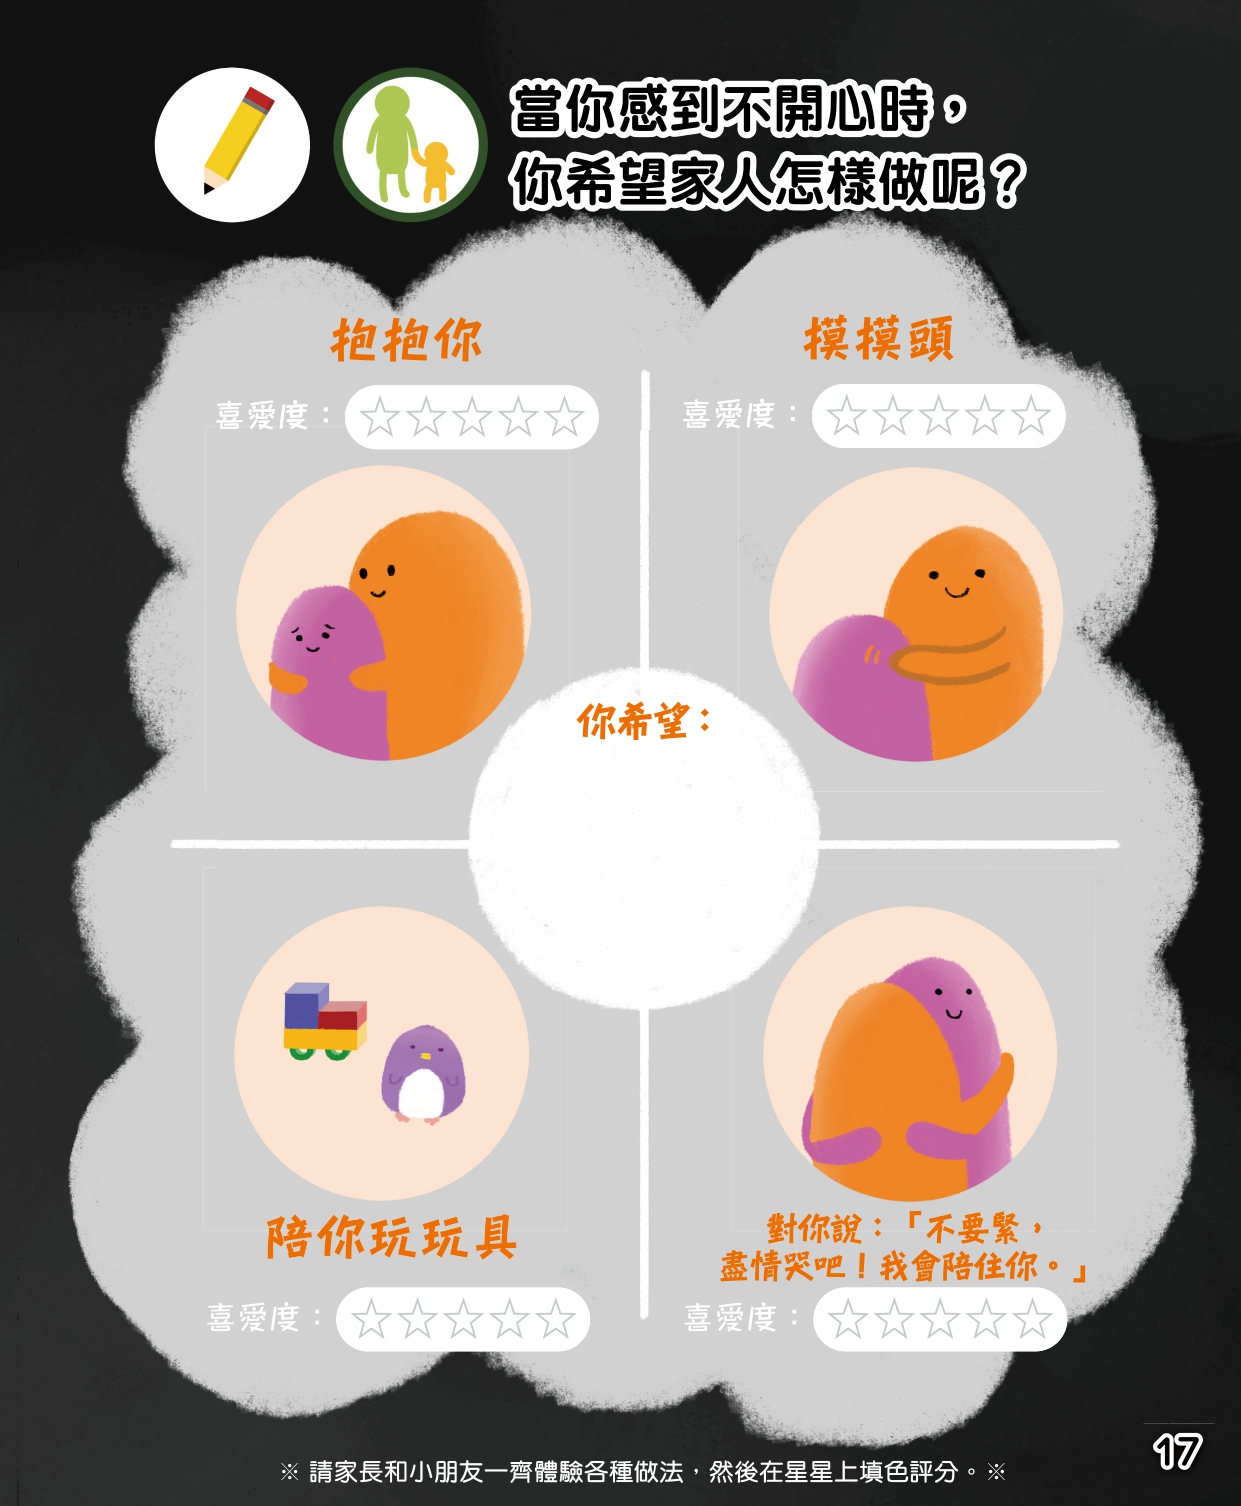 當你感到不開心時，
你希望家人怎樣做呢？
抱抱你
喜愛度：
摸摸頭
喜愛度：
你希望：
陪你玩玩具
喜愛度：
對你說：「不要緊，
盡情哭吧！我會陪住你。」
喜愛度：
※ 請家長和小朋友一齊體驗各種做法，然後在星星上填色評分。※
17